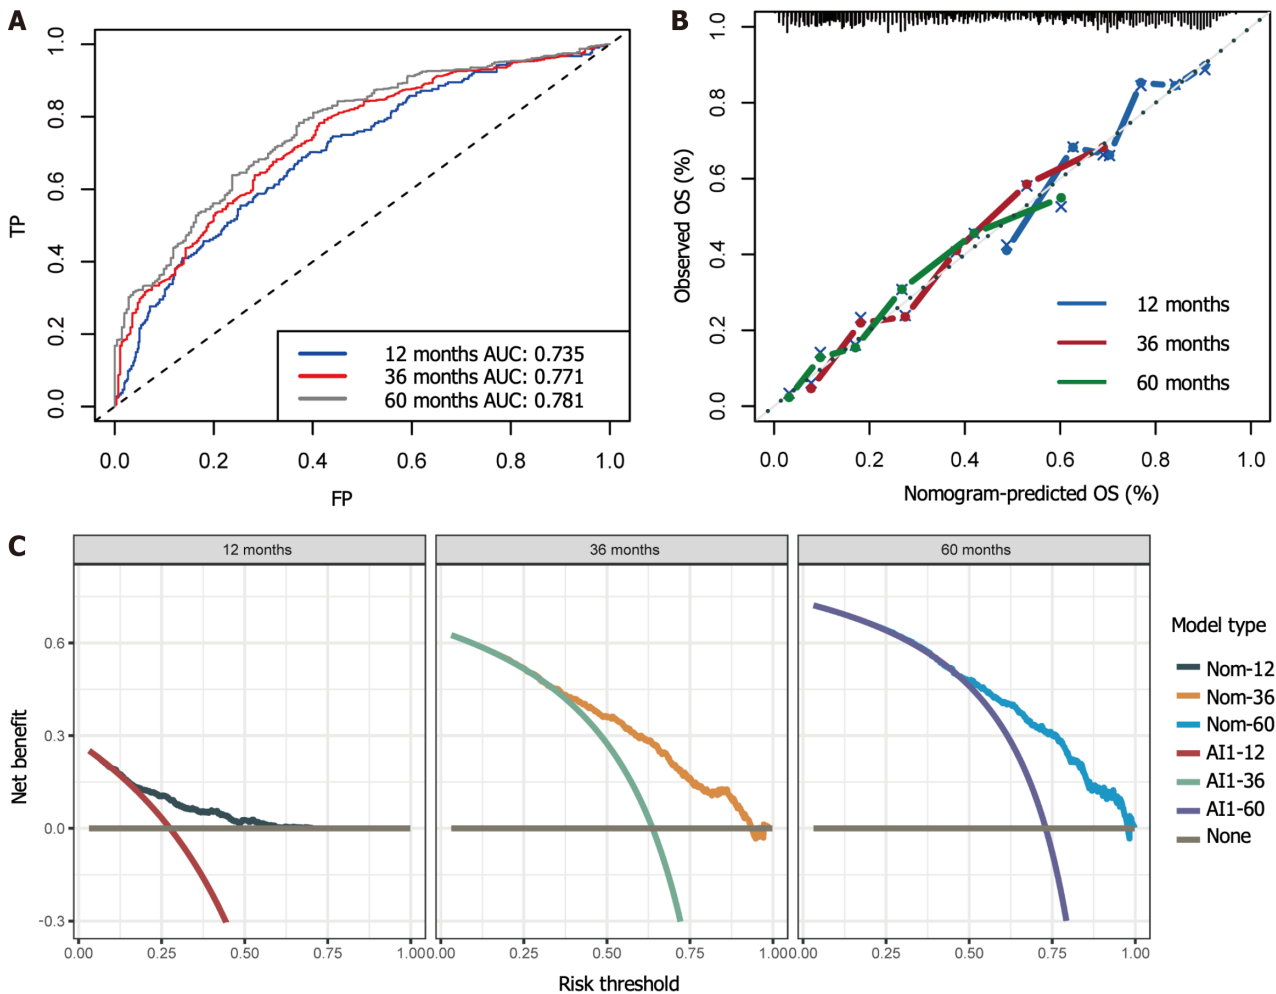 A
TP
1.0
0.8
0.6
0.4
0.2
0.0
12 months AUC: 0.735
36 months AUC: 0.771
60 months AUC: 0.781
0.0 0.2 0.4 0.6 0.8 1.0
FP
B
Observed OS (%)
1.0
0.8
0.6
0.4
0.2
0.0
12 months
36 months
60 months
0.0 0.2 0.4 0.6 0.8 1.0
Nomogram-predicted OS (%)
C
12 months 36 months 60 months
Net benefit
0.6
0.3
0.0
-0.3
0.00 0.25 0.50 0.75 1.00 0.00 0.25 0.50 0.75 1.00 0.00 0.25 0.50 0.75 1.00
Risk threshold
Model type
Nom-12
Nom-36
Nom-60
AI1-12
AI1-36
AI1-60
None